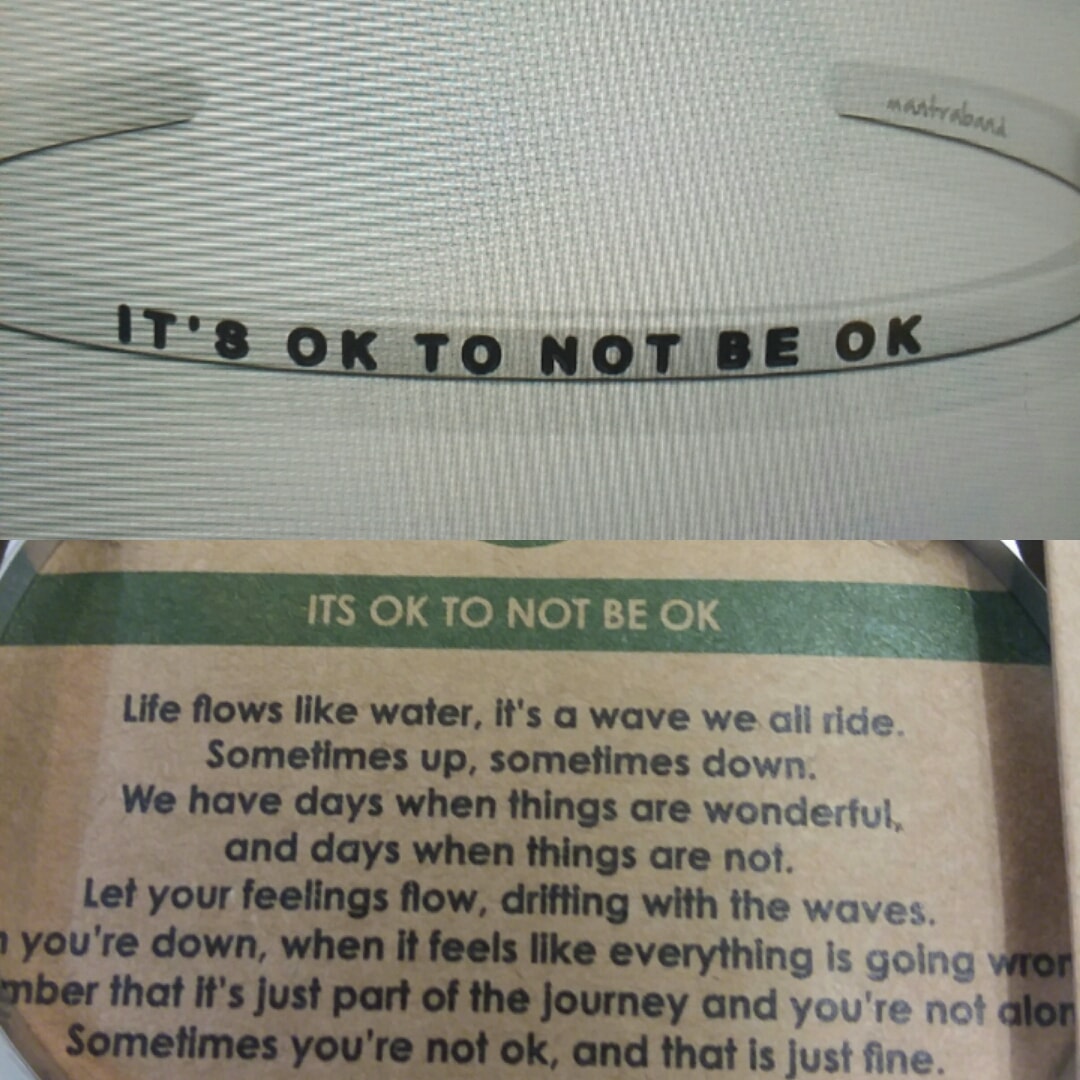 mantraband
IT'S OK TO NOT BE OK
ITS OK TO NOT BE OK
Life flows like water, it's a wave we all ride.
Sometimes up, sometimes down.
We have days when things are wonderful,
and days when things are not.
Let your feelings flow, drifting with the waves.
you're down, when it feels like everything is going
that it's just part of the journey and you're not
Sometimes you're not ok, and that is just fine.